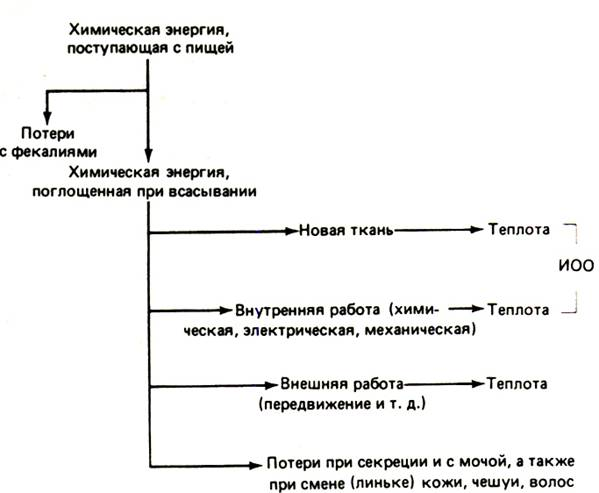 Химическая энергия,
поступающая с пищей
Потери
с фекалиями
Химическая энергия,
поглощенная при всасывании
Новая ткань
Теплота
ИОО
Внутренняя работа (хими-
ческая, электрическая, механическая)
Теплота
Внешняя работа
(передвижение и т. д.)
Теплота
Потери при секреции и с мочой, а также
при смене (линьке) кожи, чешуи, волос